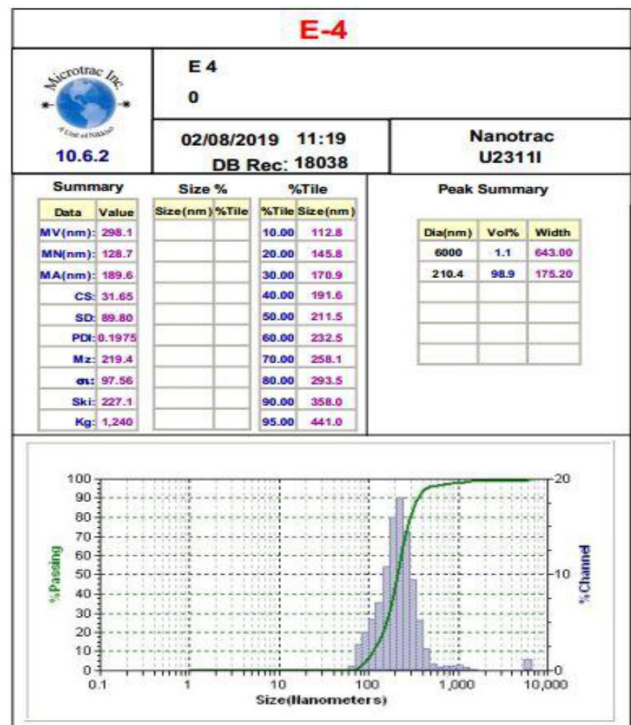 E-4
Microtrac Inc.
A Unit of Nikkiso
10.6.2
E 4
0
02/08/2019 11:19
DB Rec: 18038
Nanotrac
U2311I
Summary
Data Value
MV(nm): 298.1
MN(nm): 128.7
MA(nm): 189.6
CS: 31.65
SD: 89.80
PDI: 0.1975
Mz: 219.4
σı: 97.56
Ski: 227.1
Kg: 1,240
Size %
Size(nm) %Tile
%Tile
%Tile Size(nm)
10.00 112.8
20.00 145.8
30.00 170.9
40.00 191.6
50.00 211.5
60.00 232.5
70.00 258.1
80.00 293.5
90.00 358.0
95.00 441.0
Peak Summary
Dia(nm) Vol% Width
6000 1.1 643.00
210.4 98.9 175.20
%Passing
100
90
80
70
60
50
40
30
20
10
0
20
10
0
%Channel
0.1 1 10 100 1,000 10,000
Size(Nanometers)